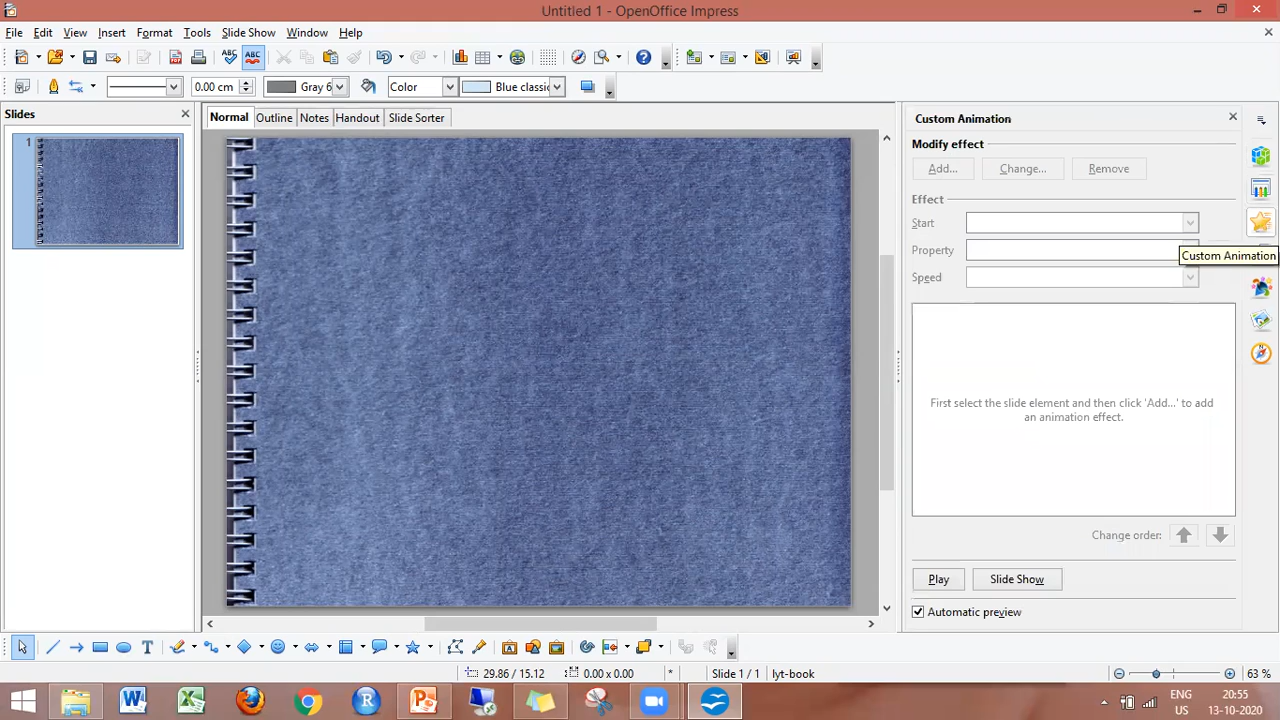 Untitled 1 - OpenOffice Impress
File Edit View Insert Format Tools Slide Show Window Help
0.00 cm Gray 6 Color Blue classic
Slides
Normal Outline Notes Handout Slide Sorter
1
Custom Animation
Modify effect
Add... Change... Remove
Effect
Start
Property
Custom Animation
Speed
First select the slide element and then click 'Add...' to add
an animation effect.
Change order:
Play Slide Show
Automatic preview
29.86 / 15.12 0.00 x 0.00 * Slide 1 / 1 lyt-book 63 %
ENG 20:55
US 13-10-2020